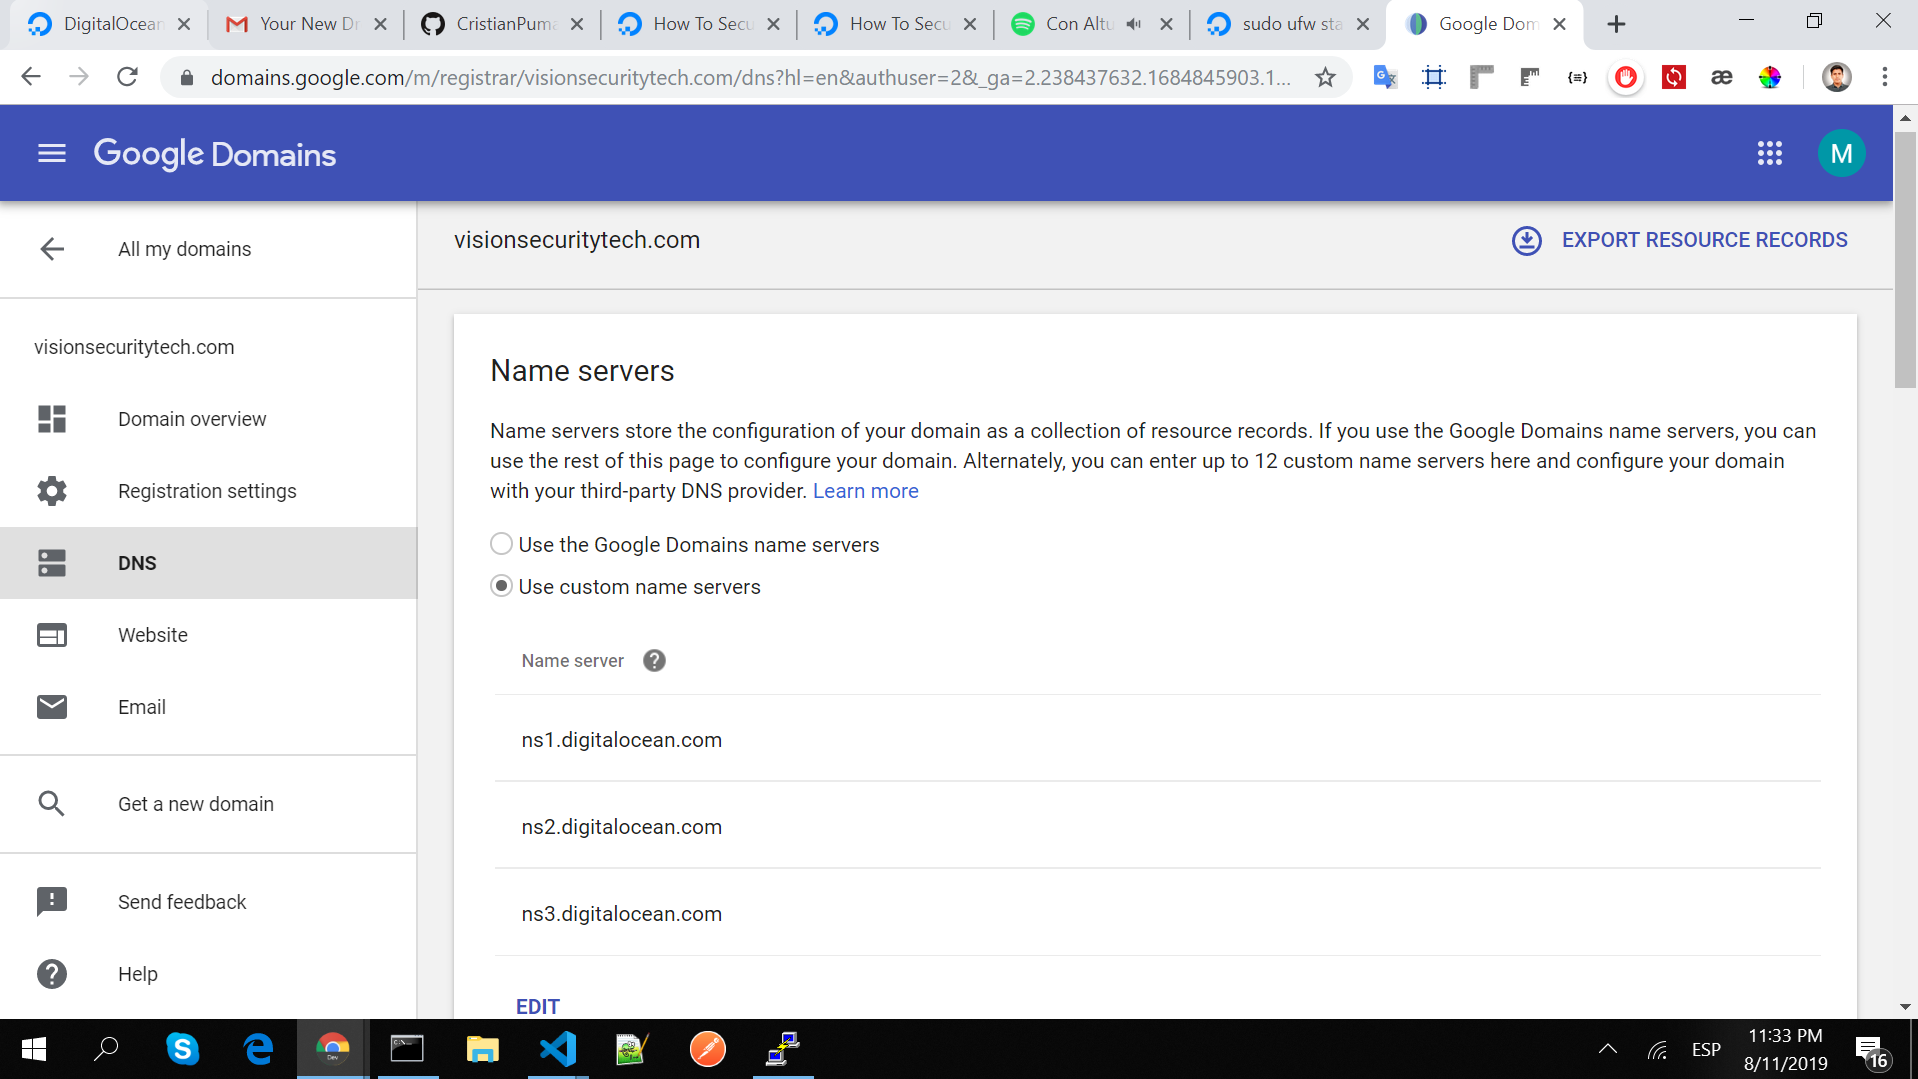 DigitalOcean
Your New Dr
CristianPuma
How To Secu
How To Secu
Con Altu
sudo ufw sta
Google Dom
domains.google.com/m/registrar/visionsecuritytech.com/dns?hl=en&authuser=2&_ga=2.238437632.1684845903.1...
Google Domains
M
All my domains
visionsecuritytech.com
Domain overview
Registration settings
DNS
Website
Email
Get a new domain
Send feedback
Help
visionsecuritytech.com
EXPORT RESOURCE RECORDS
Name servers
Name servers store the configuration of your domain as a collection of resource records. If you use the Google Domains name servers, you can
use the rest of this page to configure your domain. Alternately, you can enter up to 12 custom name servers here and configure your domain
with your third-party DNS provider. Learn more
Use the Google Domains name servers
Use custom name servers
Name server
ns1.digitalocean.com
ns2.digitalocean.com
ns3.digitalocean.com
EDIT
ESP
11:33 PM
8/11/2019
16